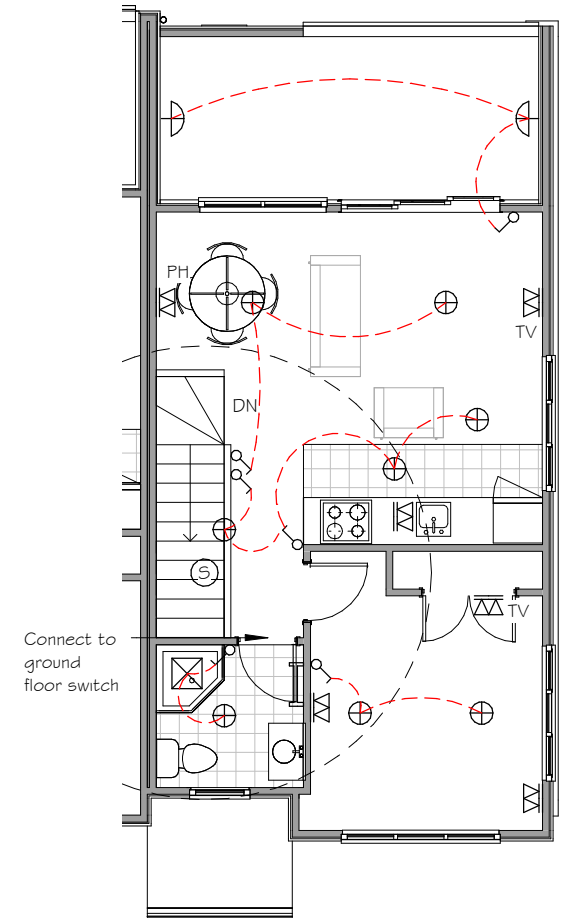 PH
TV
DN
S
TV
Connect to
ground
floor switch